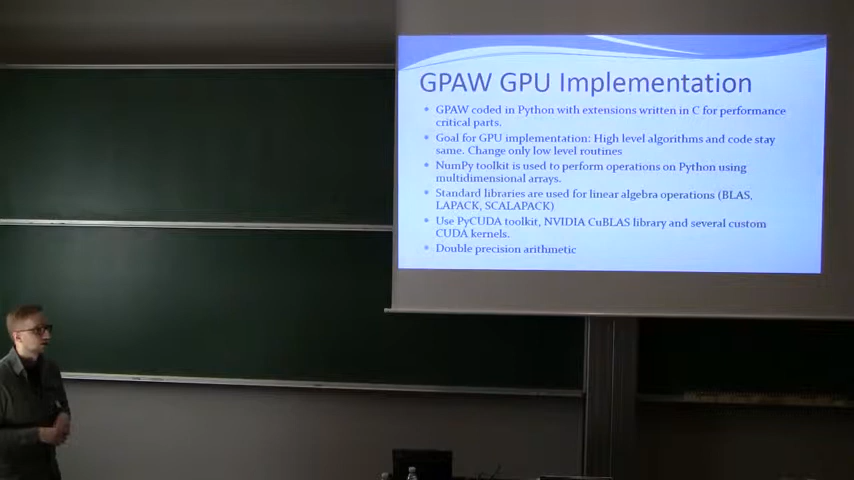 GPAW GPU Implementation
GPAW coded in Python with extensions written in C for performance
critical parts.
Goal for GPU implementation: High level algorithms and code stay
same. Change only low level routines
NumPy toolkit is used to perform operations on Python using
multidimensional arrays.
Standard libraries are used for linear algebra operations (BLAS,
LAPACK, SCALAPACK)
Use PyCUDA toolkit, NVIDIA CuBLAS library and several custom
CUDA kernels.
Double precision arithmetic